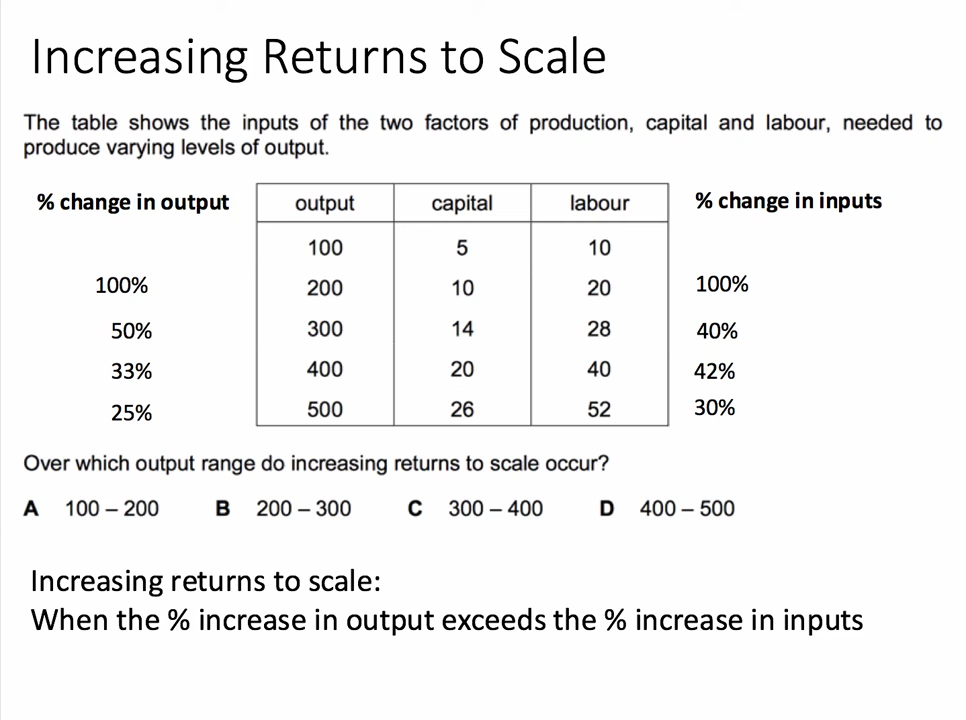 Increasing Returns to Scale
The table shows the inputs of the two factors of production, capital and labour, needed to
produce varying levels of output.
% change in output output capital labour % change in inputs
100 5 10
100% 200 10 20 100%
50% 300 14 28 40%
33% 400 20 40 42%
25% 500 26 52 30%
Over which output range do increasing returns to scale occur?
A 100 – 200 B 200 – 300 C 300 – 400 D 400 – 500
Increasing returns to scale:
When the % increase in output exceeds the % increase in inputs